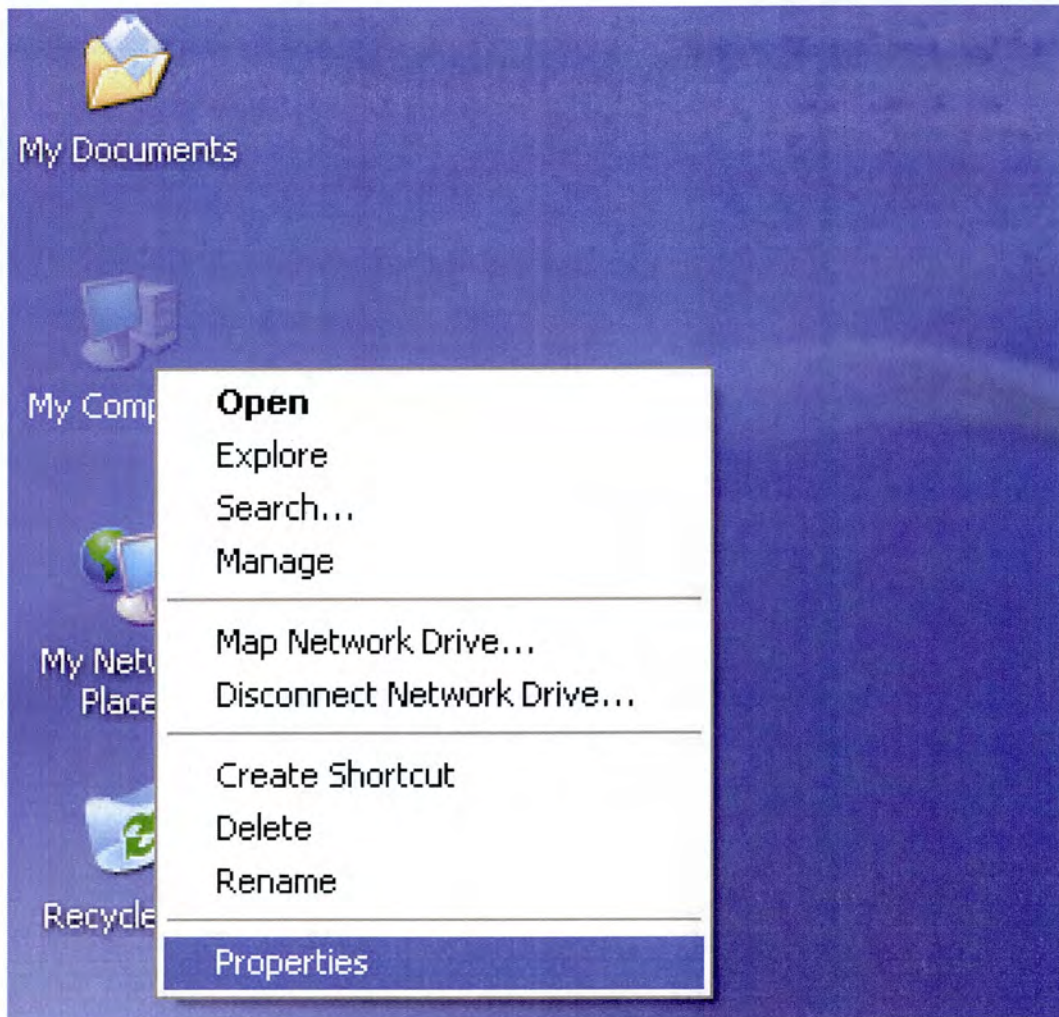 My Documents
My Comp
My Netw
Place
Recycle
Open
Explore
Search...
Manage
Map Network Drive...
Disconnect Network Drive...
Create Shortcut
Delete
Rename
Properties